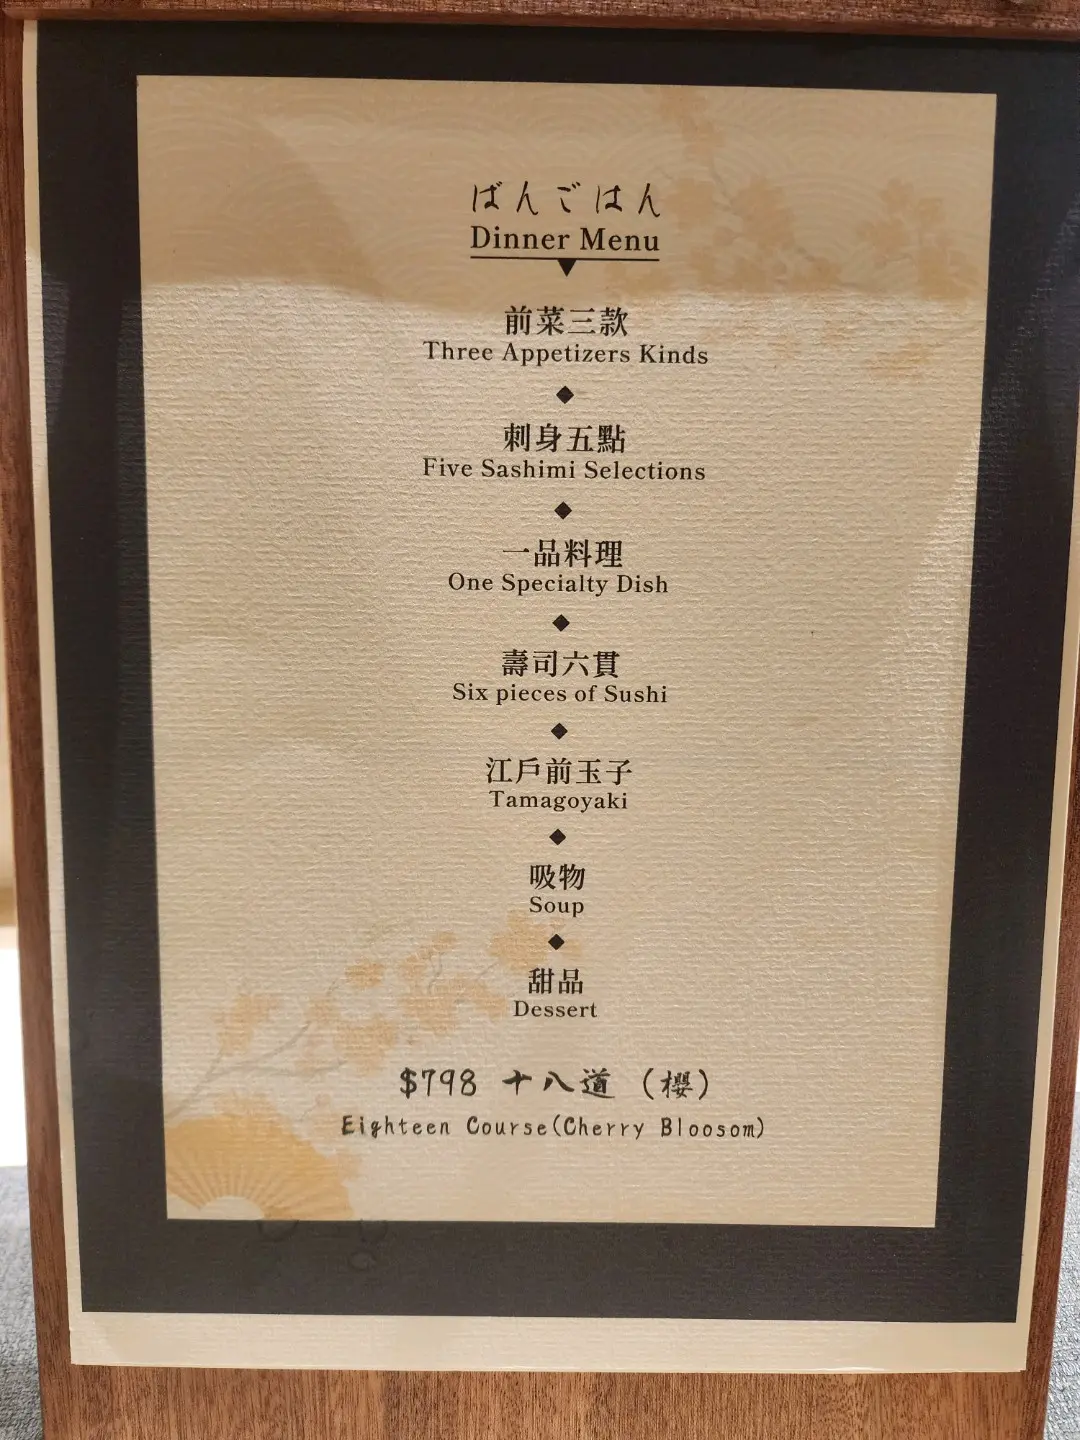 ばんごはん
Dinner Menu
前菜三款
Three Appetizers Kinds
刺身五點
Five Sashimi Selections
一品料理
One Specialty Dish
壽司六貫
Six pieces of Sushi
江戶前玉子
Tamagoyaki
吸物
Soup
甜品
Dessert
$798 十八道 (櫻)
Eighteen Course(Cherry Bloosom)